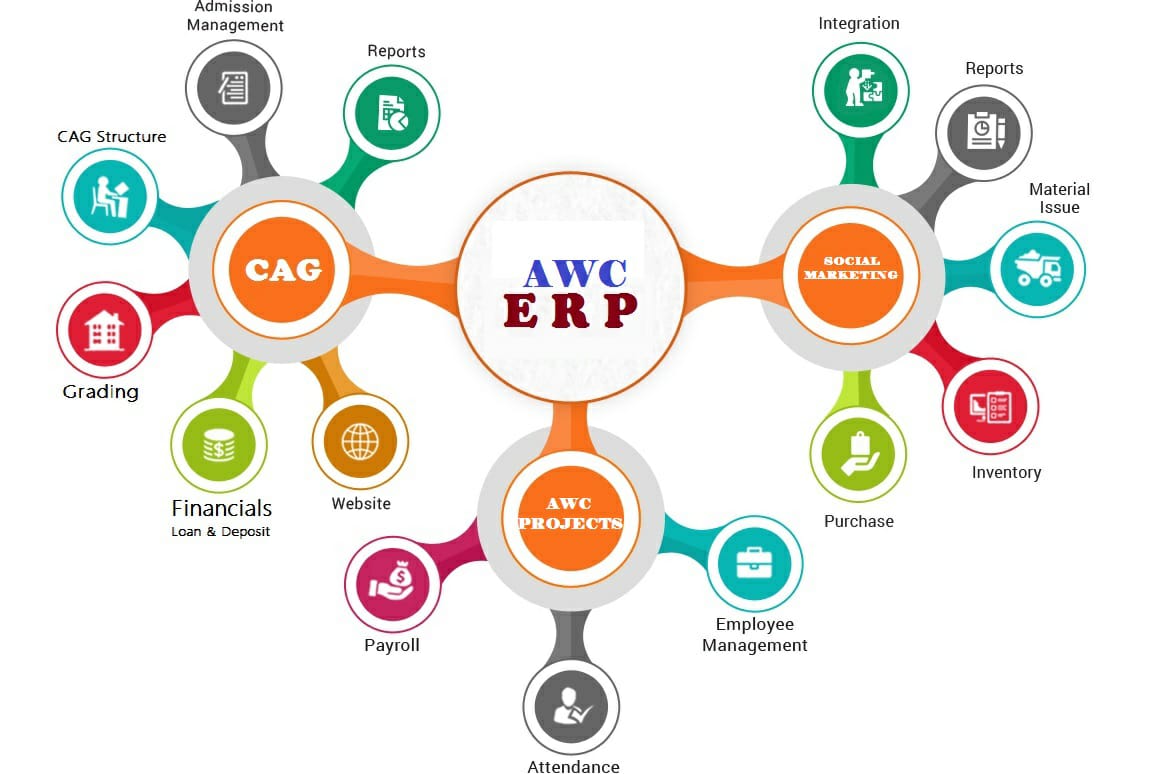 Admission
Management
Reports
CAG Structure
CAG
Grading
Financials
Loan & Deposit
Website
AWC
ERP
Integration
Reports
Material
Issue
SOCIAL
MARKETING
Inventory
Purchase
AWC
PROJECTS
Payroll
Employee
Management
Attendance